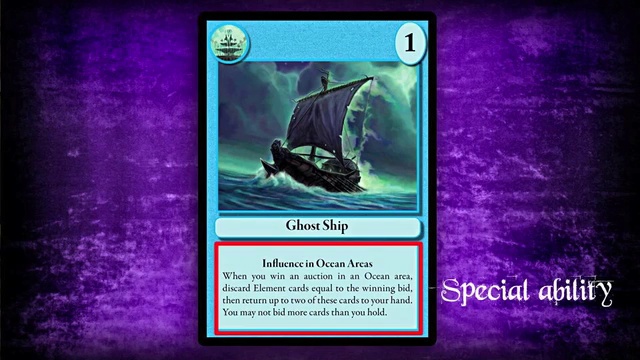 1
Ghost Ship
Influence in Ocean Areas
When you win an auction in an Ocean area,
discard Element cards equal to the winning bid,
then return up to two of these cards to your hand.
You may not bid more cards than you hold.
Special ability